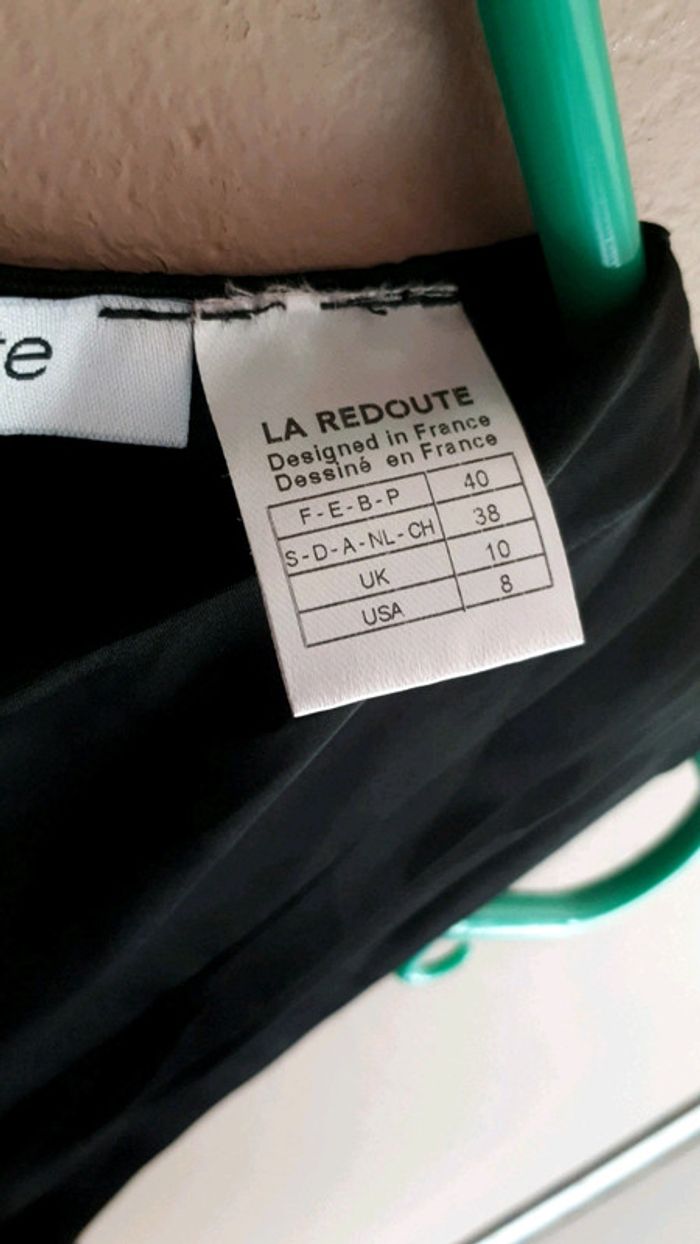 te
LA REDOUTE
Designed in France
Dessiné en France
F-E-B-P 40
S-D-A-NL-CH 38
UK 10
USA 8